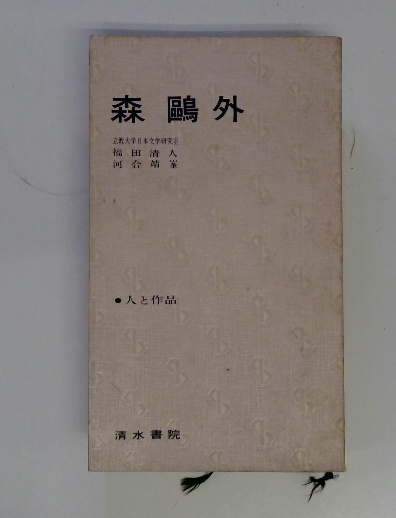 森 鷗 外
立教大学日本文学研究室
福 田 清 人
河 合 靖 峯
● 人と作品
清 水 書 院